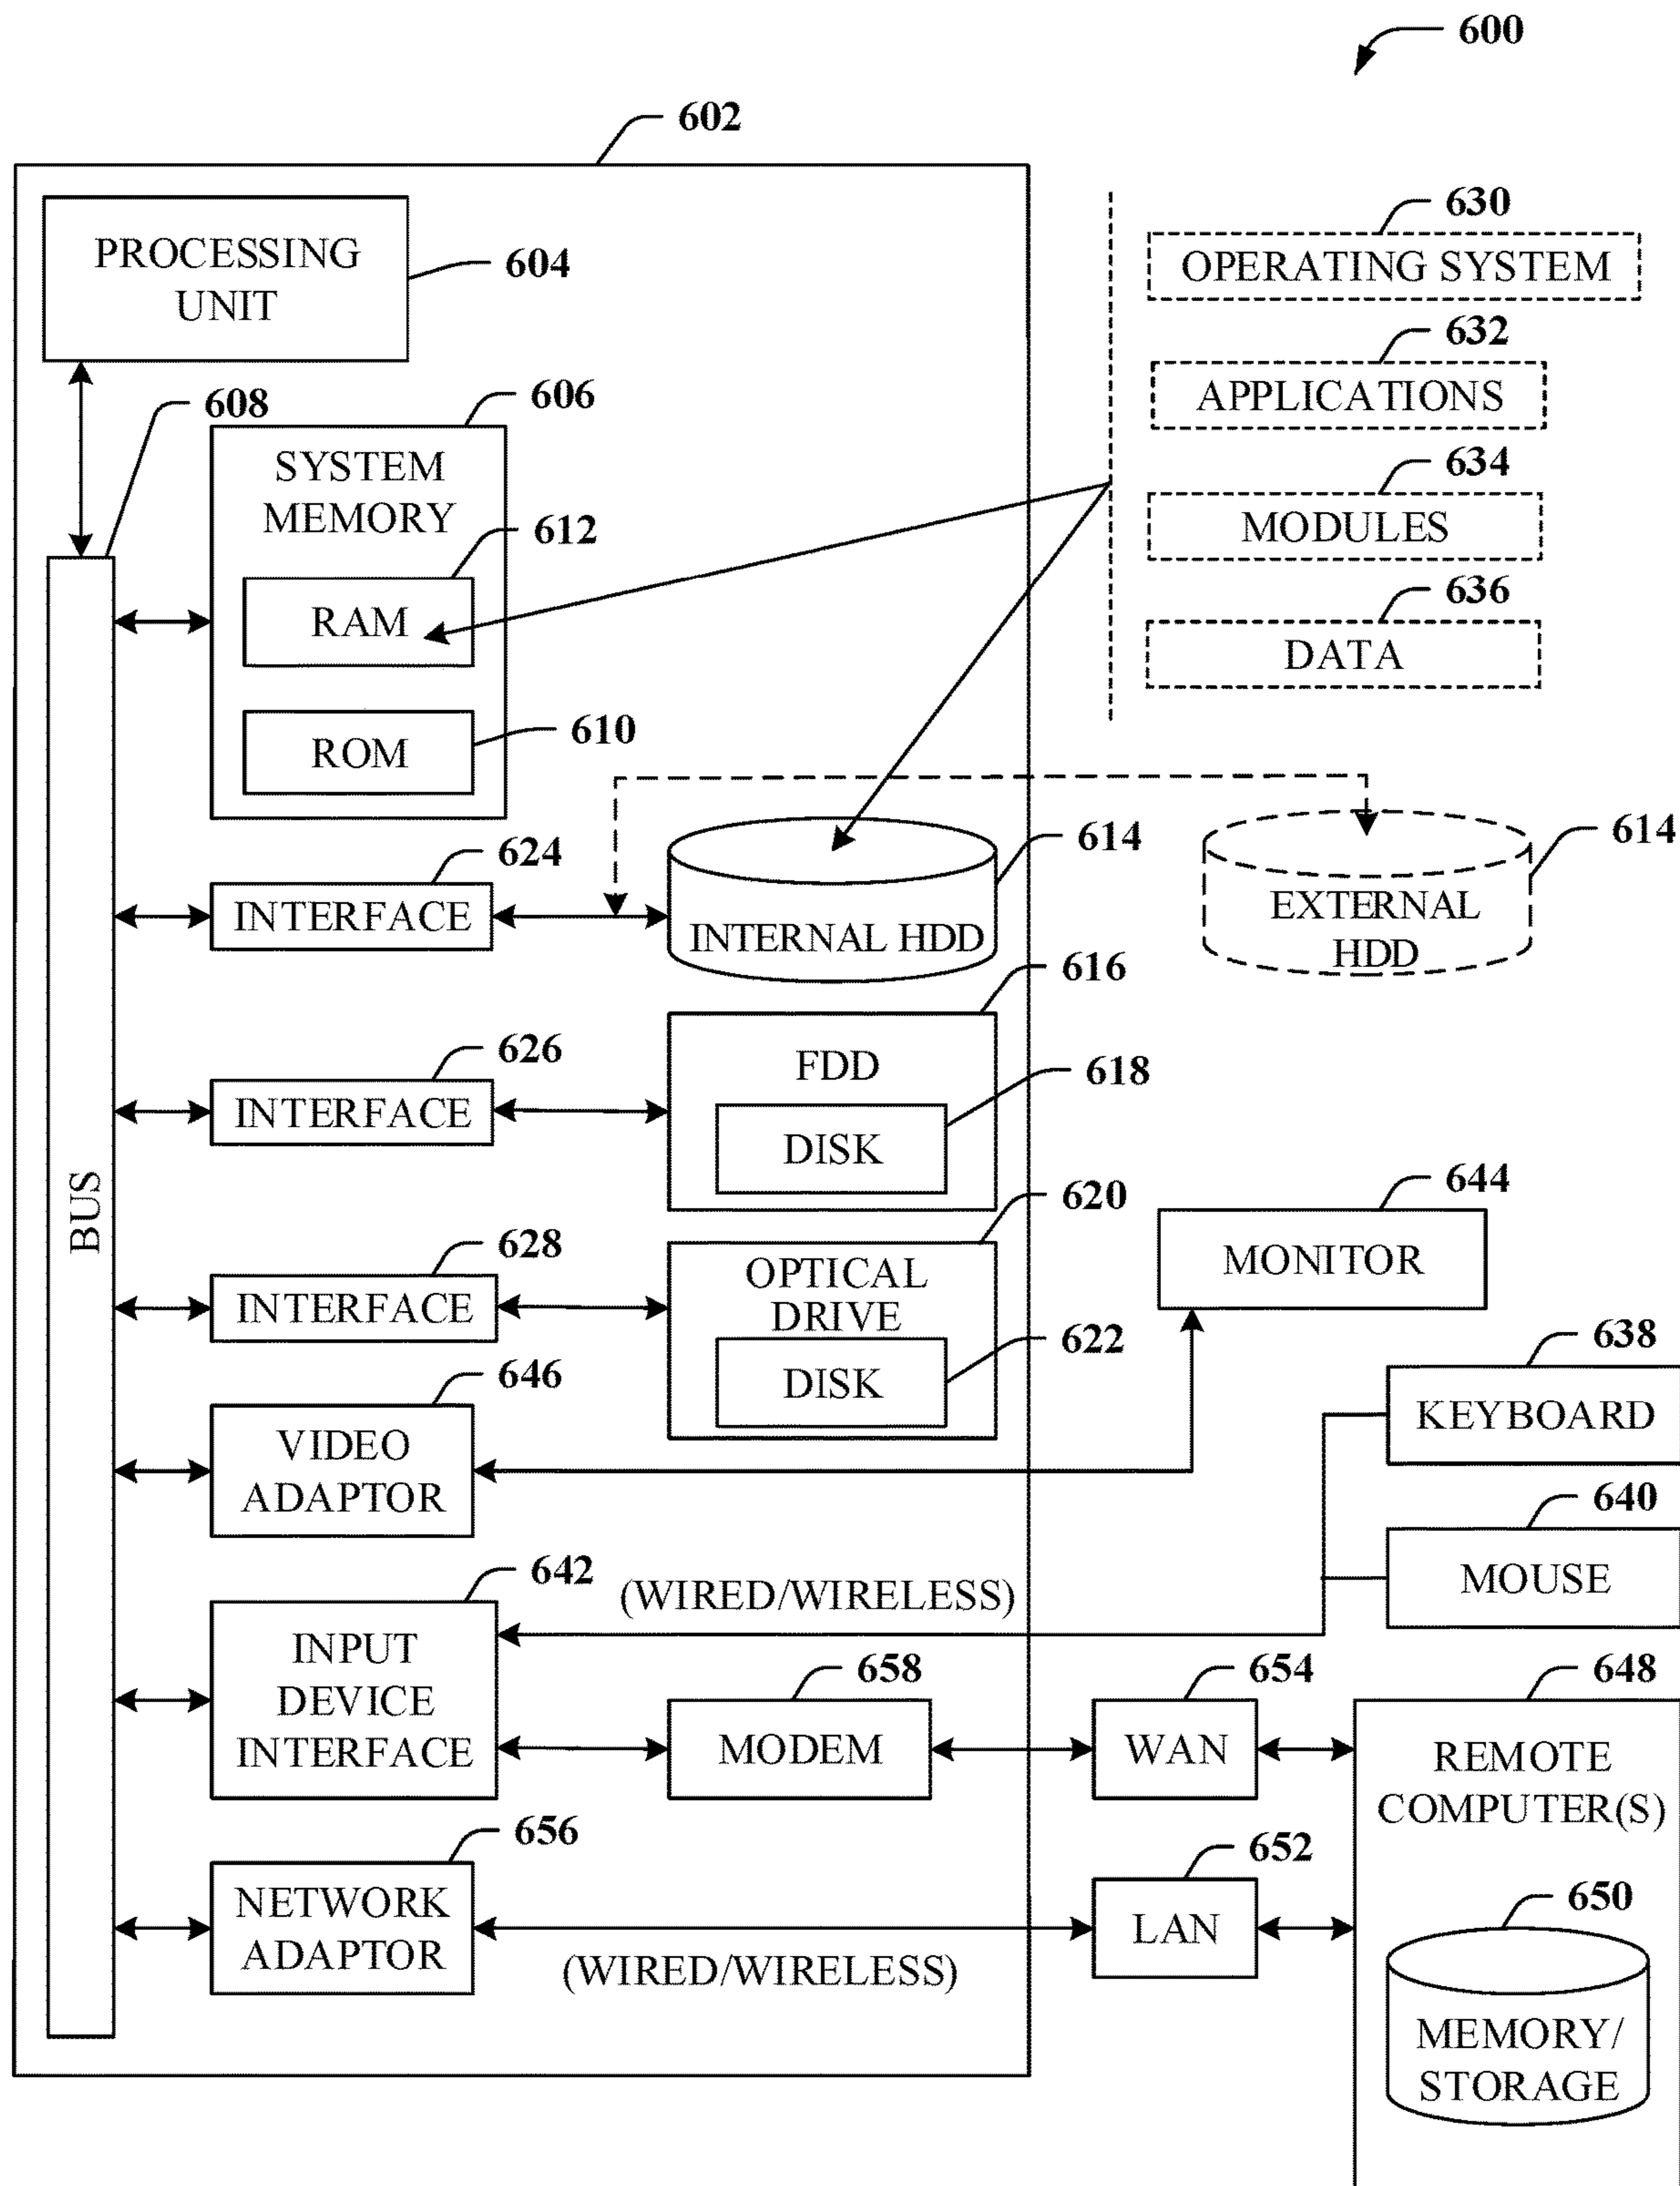 600
602
PROCESSING
UNIT
604
630
OPERATING SYSTEM
632
APPLICATIONS
634
MODULES
636
DATA
608
606
SYSTEM
MEMORY
612
RAM
610
ROM
624
INTERFACE
614
INTERNAL HDD
614
EXTERNAL
HDD
616
FDD
618
DISK
626
INTERFACE
BUS
620
OPTICAL
DRIVE
622
DISK
628
INTERFACE
644
MONITOR
646
VIDEO
ADAPTOR
638
KEYBOARD
640
MOUSE
642
INPUT
DEVICE
INTERFACE
(WIRED/WIRELESS)
658
MODEM
654
WAN
648
REMOTE
COMPUTER(S)
656
NETWORK
ADAPTOR
(WIRED/WIRELESS)
652
LAN
650
MEMORY/
STORAGE